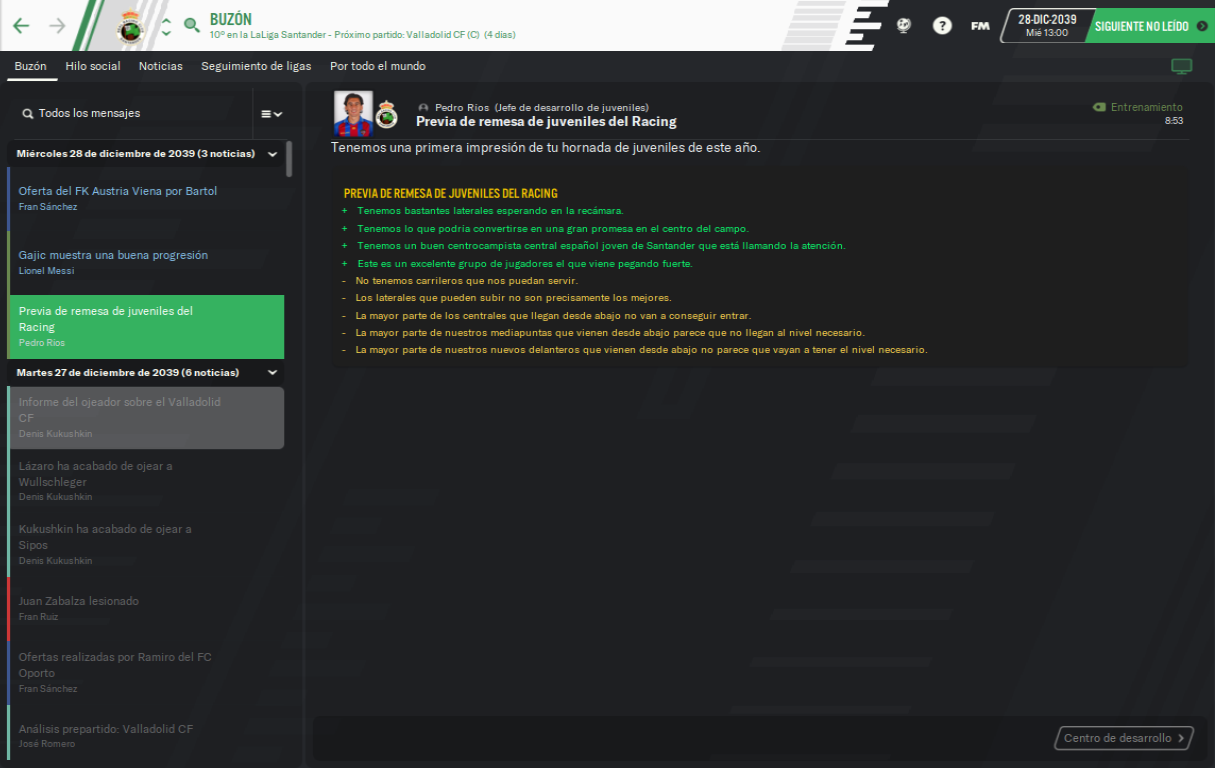 BUZÓN
10º en la LaLiga Santander - Próximo partido: Valladolid CF (C) (4 días)
?
FM
28-DIC-2039
Mié 13:00
SIGUIENTE NO LEÍDO
Buzón
Hilo social
Noticias
Seguimiento de ligas
Por todo el mundo
Todos los mensajes
Miércoles 28 de diciembre de 2039 (3 noticias)
Oferta del FK Austria Viena por Bartol
Fran Sánchez
Gajic muestra una buena progresión
Lionel Messi
Previa de remesa de juveniles del
Racing
Pedro Ríos
Martes 27 de diciembre de 2039 (6 noticias)
Informe del ojeador sobre el Valladolid
CF
Denis Kukushkin
Lázaro ha acabado de ojear a
Wullschleger
Denis Kukushkin
Kukushkin ha acabado de ojear a
Sipos
Denis Kukushkin
Juan Zabalza lesionado
Fran Ruiz
Ofertas realizadas por Ramiro del FC
Oporto
Fran Sánchez
Análisis prepartido: Valladolid CF
José Romero
Pedro Ríos (Jefe de desarrollo de juveniles)
Previa de remesa de juveniles del Racing
Entrenamiento
8:53
Tenemos una primera impresión de tu hornada de juveniles de este año.
PREVIA DE REMESA DE JUVENILES DEL RACING
+ Tenemos bastantes laterales esperando en la recámara.
+ Tenemos lo que podría convertirse en una gran promesa en el centro del campo.
+ Tenemos un buen centrocampista central español joven de Santander que está llamando la atención.
+ Este es un excelente grupo de jugadores el que viene pegando fuerte.
- No tenemos carrileros que nos puedan servir.
- Los laterales que pueden subir no son precisamente los mejores.
- La mayor parte de los centrales que llegan desde abajo no van a conseguir entrar.
- La mayor parte de nuestros mediapuntas que vienen desde abajo parece que no llegan al nivel necesario.
- La mayor parte de nuestros nuevos delanteros que vienen desde abajo no parece que vayan a tener el nivel necesario.
Centro de desarrollo